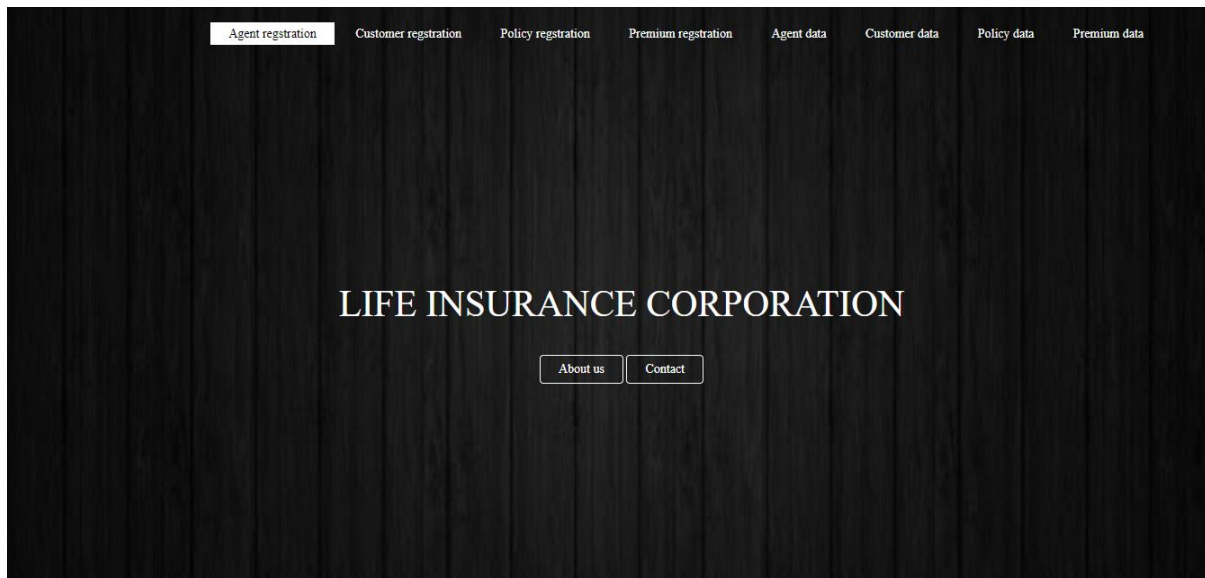 Agent regstration Customer regstration Policy regstration Premium regstration Agent data Customer data Policy data Premium data
LIFE INSURANCE CORPORATION
About us Contact